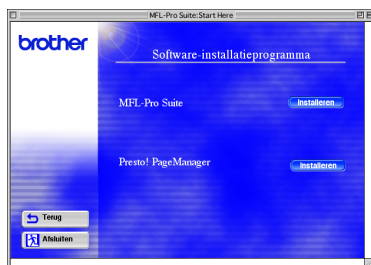 MFL-Pro Suite:Start Here
brother
Software-installatieprogramma
MFL-Pro Suite
Installeren
Presto! PageManager
Installeren
Terug
Afsluiten